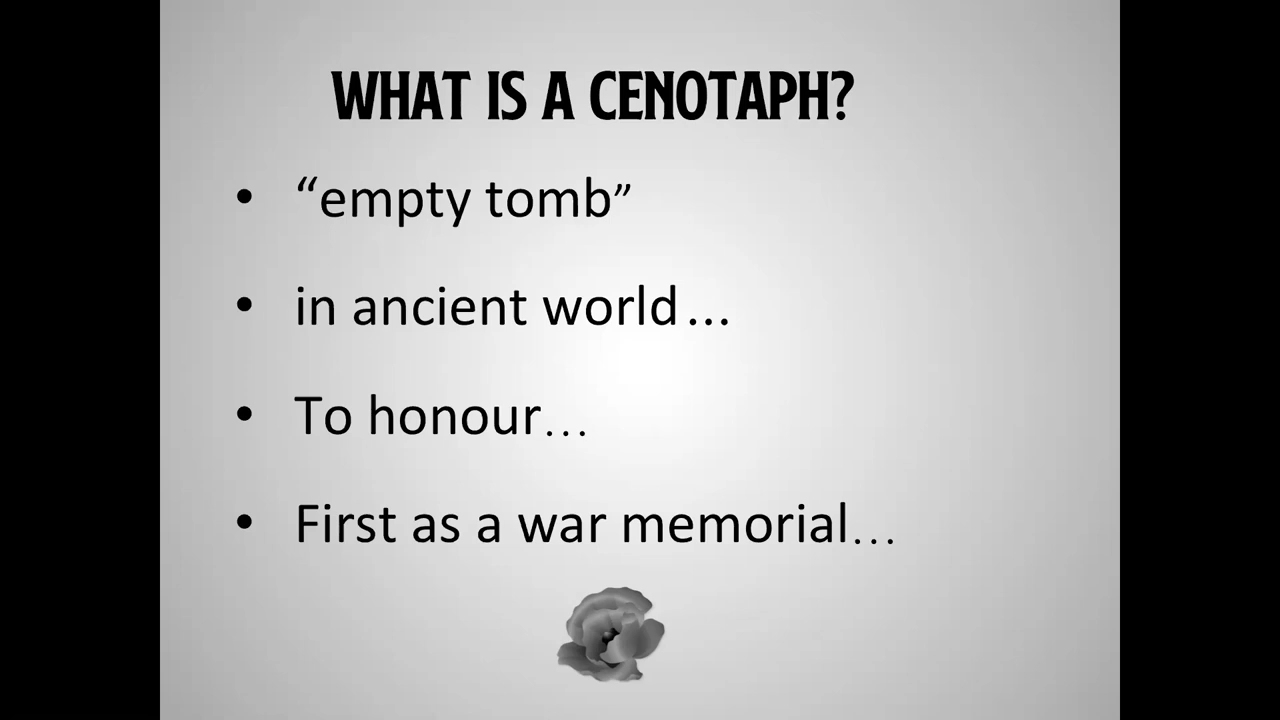 WHAT IS A CENOTAPH?
• “empty tomb”
• in ancient world...
• To honour...
• First as a war memorial...